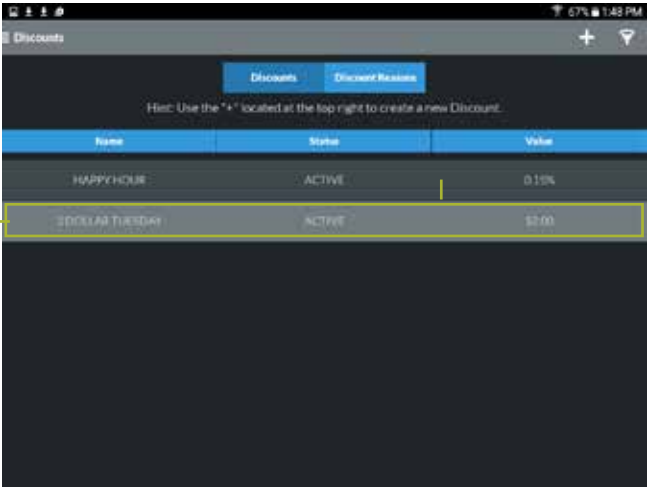 67% 1:48 PM
Discounts
Discounts Discount Reasons
Hint: Use the "+" located at the top right to create a new Discount.
Name Status Value
HAPPY HOUR ACTIVE 0.15%
2 DOLLAR TUESDAY ACTIVE $2.00